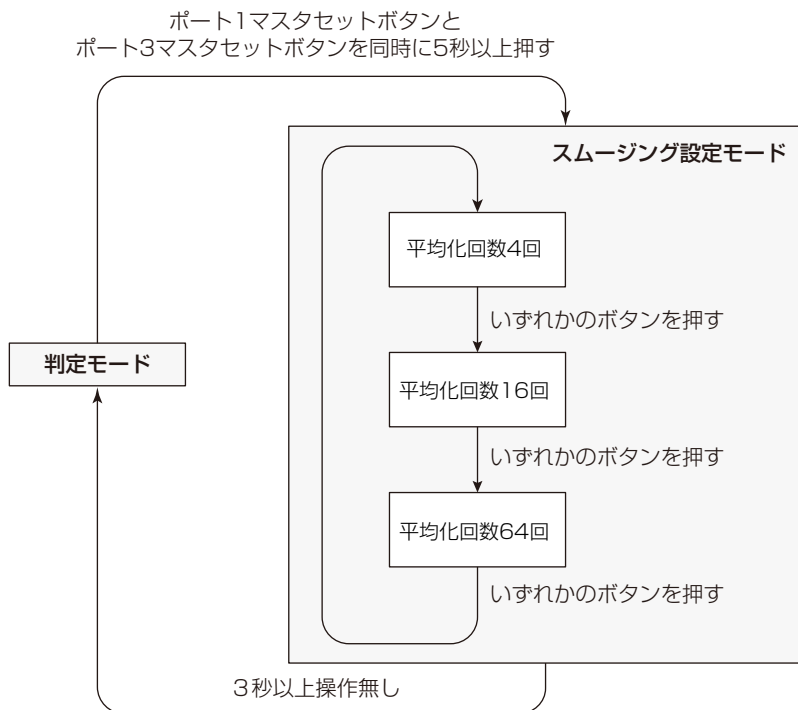 ポート1マスタセットボタンと
ポート3マスタセットボタンを同時に5秒以上押す
スムージング設定モード
平均化回数4回
いずれかのボタンを押す
判定モード
平均化回数16回
いずれかのボタンを押す
平均化回数64回
いずれかのボタンを押す
3秒以上操作無し